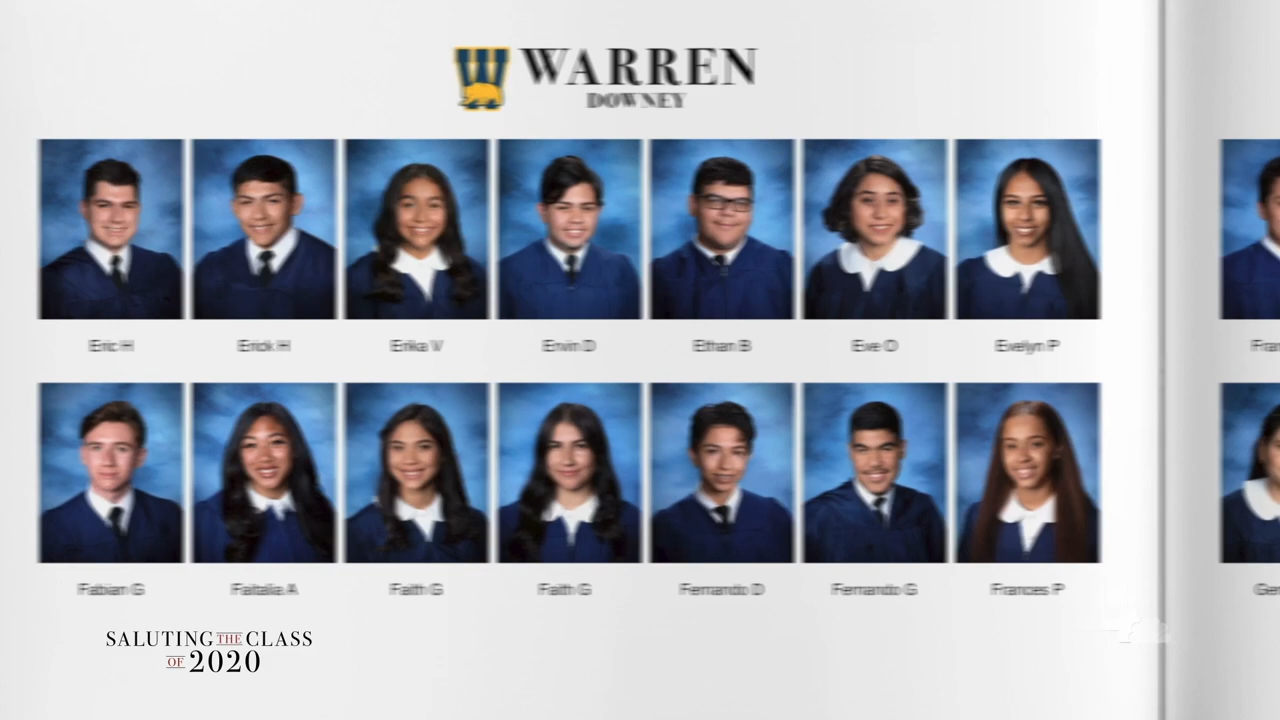 W WARREN
DOWNEY
Eric H Erick H Erika V Ervin D Ethan B Eve O Evelyn P
Fabian G Faitalia A Faith G Faith G Fernando D Fernando G Frances P
SALUTING THE CLASS
OF 2020